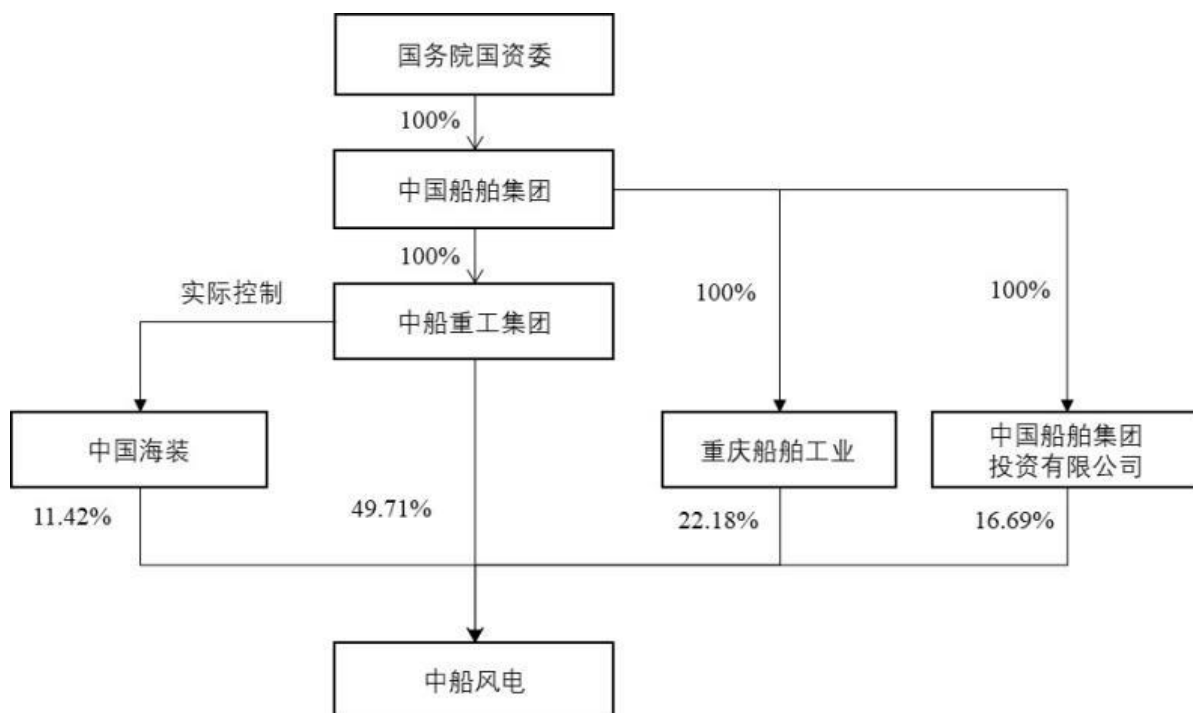 国务院国资委
100%
中国船舶集团
100%
实际控制
中船重工集团
100%
100%
中国海装
重庆船舶工业
中国船舶集团
投资有限公司
11.42%
49.71%
22.18%
16.69%
中船风电